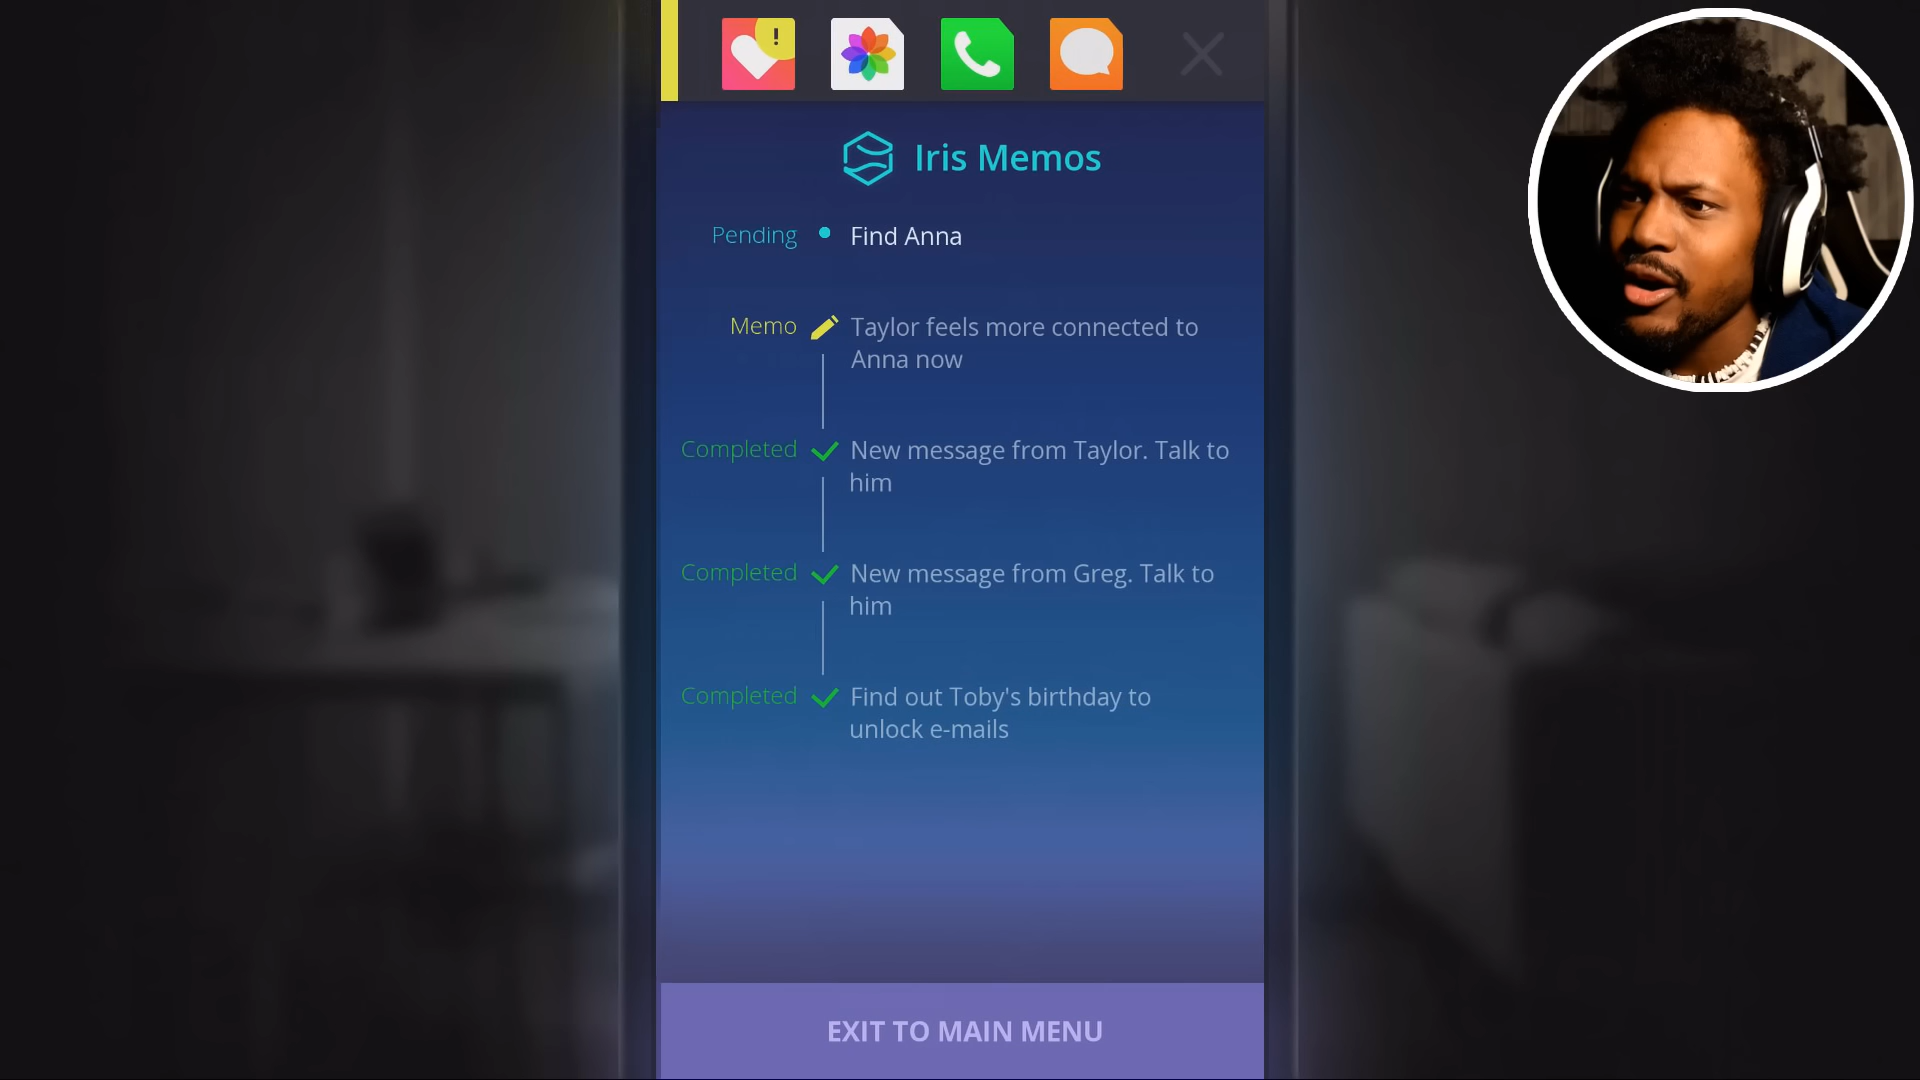 !
Iris Memos
Pending Find Anna
Memo Taylor feels more connected to
Anna now
Completed New message from Taylor. Talk to
him
Completed New message from Greg. Talk to
him
Completed Find out Toby's birthday to
unlock e-mails
EXIT TO MAIN MENU